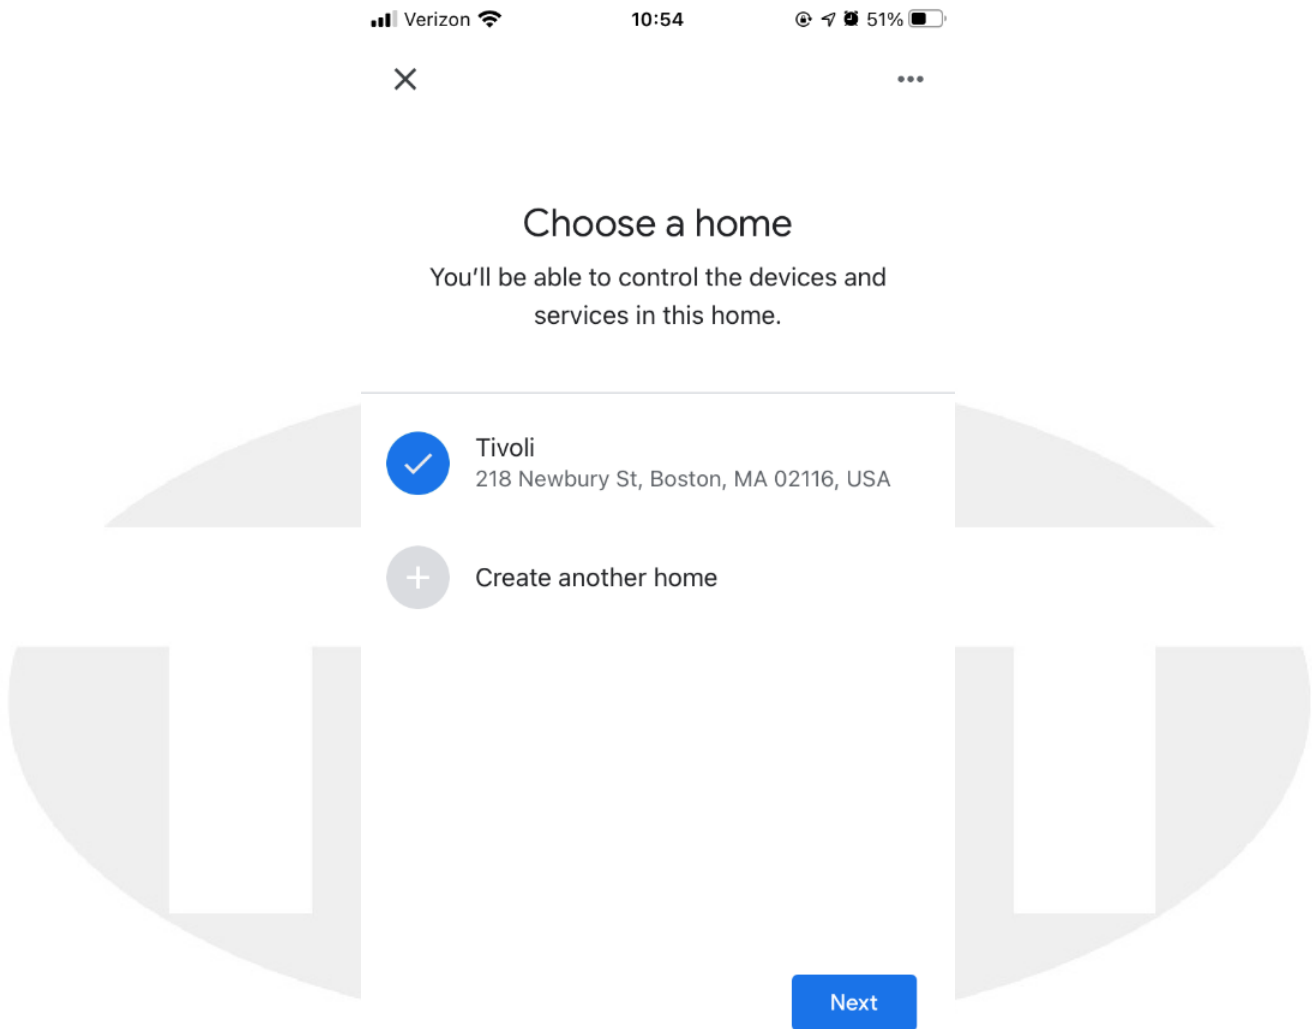 Verizon 10:54 51%
Choose a home
You’ll be able to control the devices and
services in this home.
Tivoli
218 Newbury St, Boston, MA 02116, USA
Create another home
Next